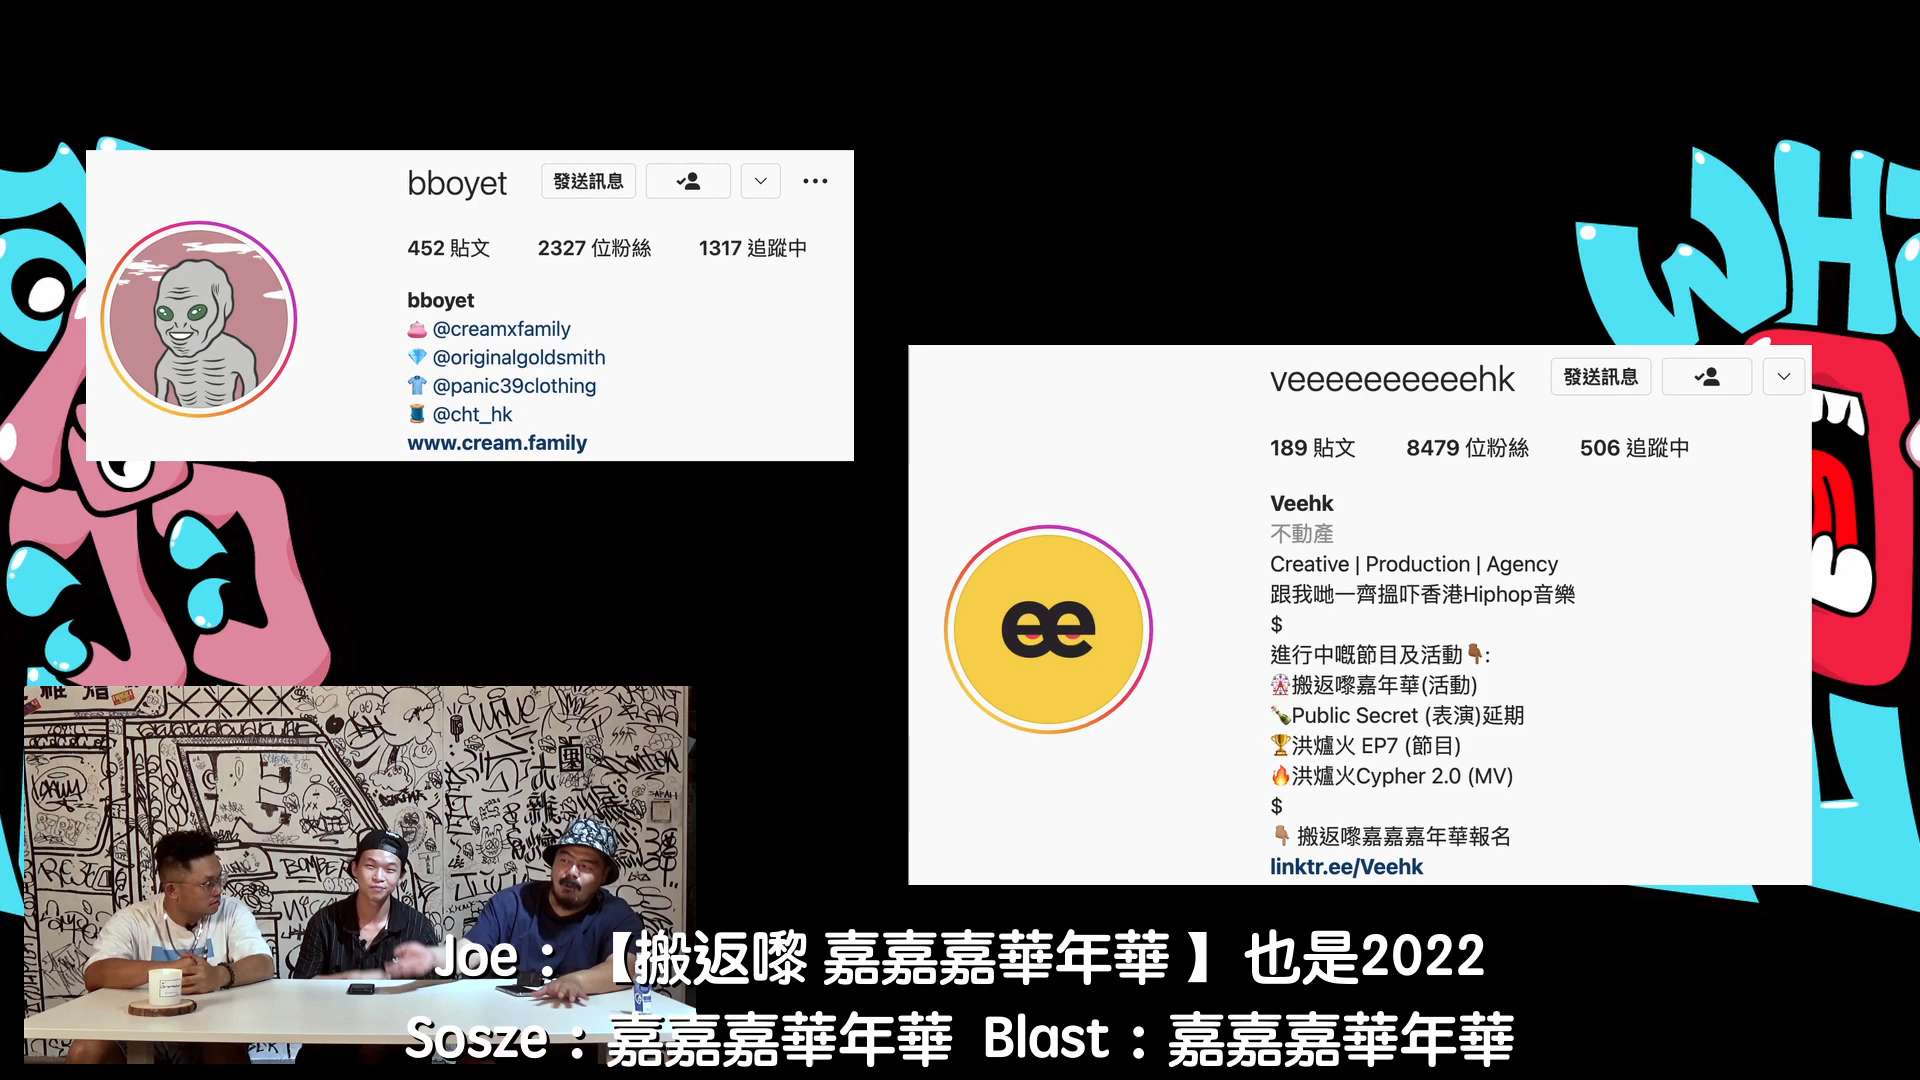 bboyet 發送訊息
452 貼文 2327 位粉絲 1317 追蹤中
bboyet
@creamxfamily
@originalgoldsmith
@panic39clothing
@cht_hk
www.cream.family
WH
veeeeeeeeeehk 發送訊息
189 貼文 8479 位粉絲 506 追蹤中
Veehk
不動產
Creative | Production | Agency
跟我哋一齊搵吓香港Hiphop音樂
$
進行中嘅節目及活動👇🏾:
🎡搬返嚟嘉年華(活動)
🍾Public Secret (表演)延期
🏆洪爐火 EP7 (節目)
🔥洪爐火Cypher 2.0 (MV)
$
👇🏽 搬返嚟嘉嘉嘉年華報名
linktr.ee/Veehk
ee
WAVE
BOMBER
Joe：【搬返嚟 嘉嘉嘉華年華 】也是2022
Sosze：嘉嘉嘉華年華 Blast：嘉嘉嘉華年華